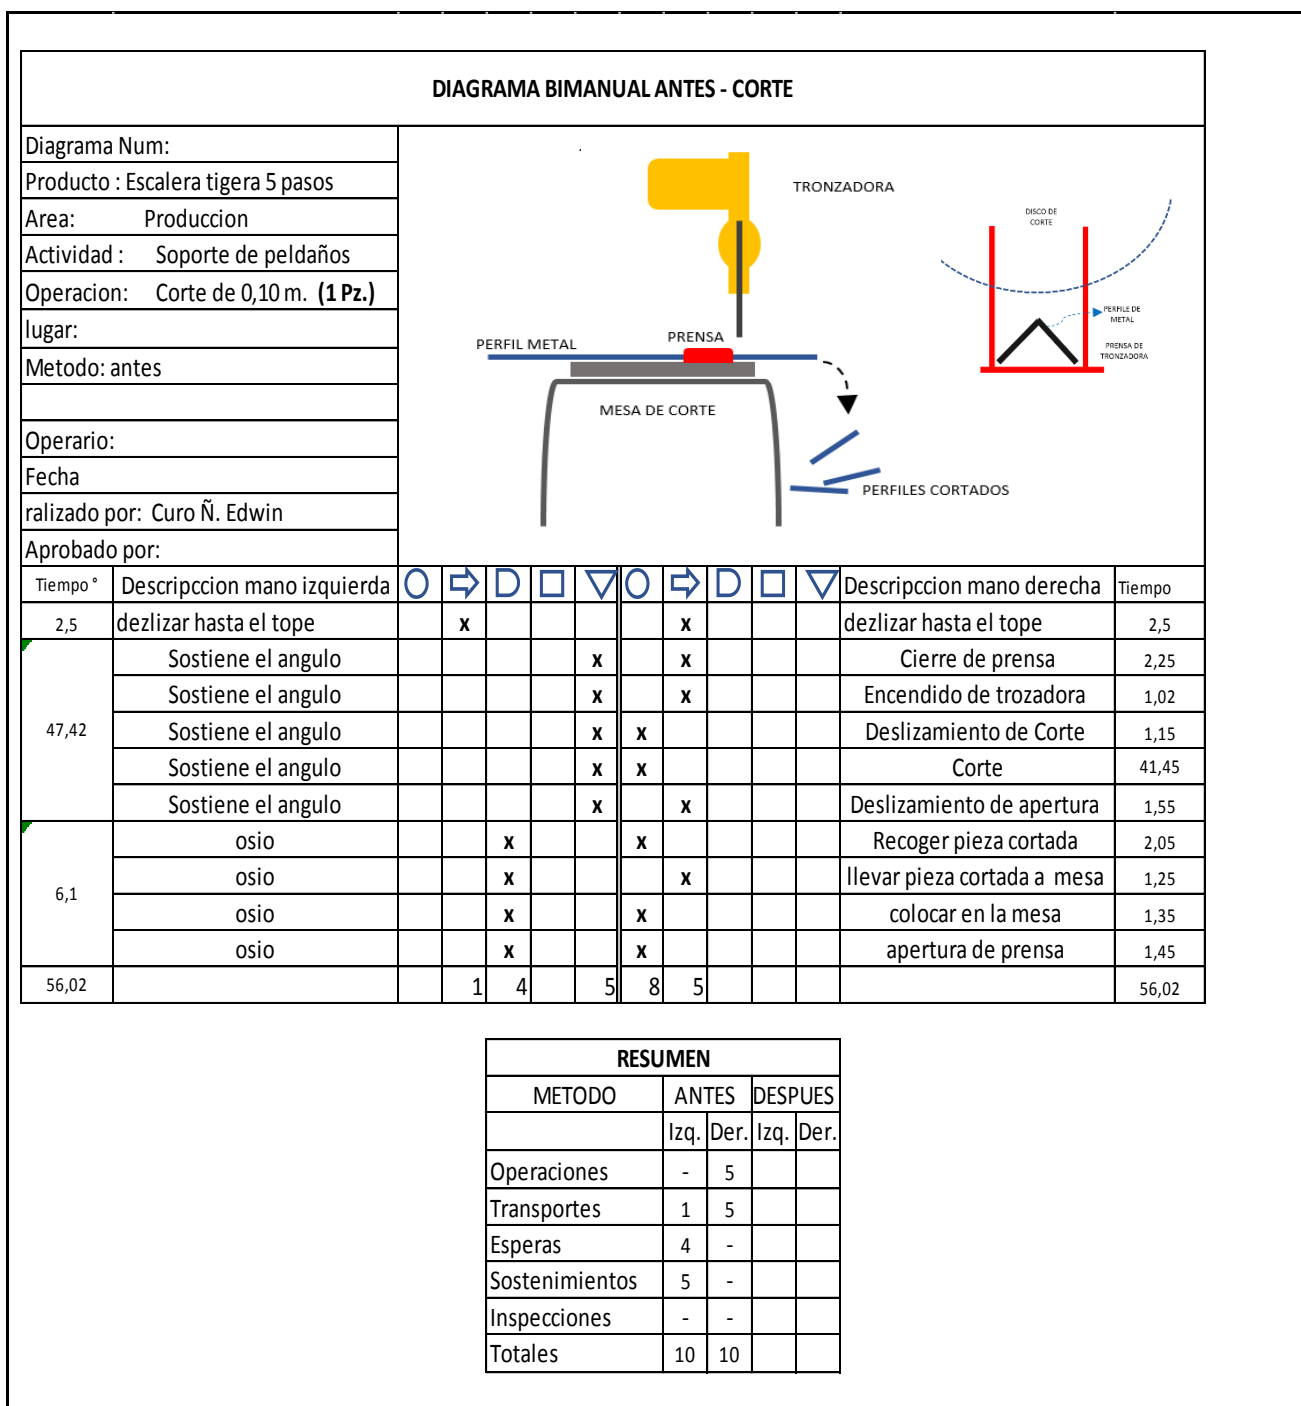 DIAGRAMA BIMANUAL ANTES - CORTE
Diagrama Num:
Producto : Escalera tigera 5 pasos
Area: Produccion
Actividad : Soporte de peldaños
Operacion: Corte de 0,10 m. (1 Pz.)
lugar:
Metodo: antes
Operario:
Fecha
ralizado por: Curo Ñ. Edwin
Aprobado por:
TRONZADORA
PERFIL METAL
PRENSA
MESA DE CORTE
PERFILES CORTADOS
DISCO DE
CORTE
PERFILE DE
METAL
PRENSA DE
TRONZADORA
Tiempo ° Descripccion mano izquierda Descripccion mano derecha Tiempo
2,5 dezlizar hasta el tope x x dezlizar hasta el tope 2,5
Sostiene el angulo x x Cierre de prensa 2,25
Sostiene el angulo x x Encendido de trozadora 1,02
47,42 Sostiene el angulo x x Deslizamiento de Corte 1,15
Sostiene el angulo x x Corte 41,45
Sostiene el angulo x x Deslizamiento de apertura 1,55
osio x x Recoger pieza cortada 2,05
6,1 osio x x llevar pieza cortada a mesa 1,25
osio x x colocar en la mesa 1,35
osio x x apertura de prensa 1,45
56,02 1 4 5 8 5 56,02
RESUMEN
METODO ANTES DESPUES
Izq. Der. Izq. Der.
Operaciones - 5
Transportes 1 5
Esperas 4 -
Sostenimientos 5 -
Inspecciones - -
Totales 10 10